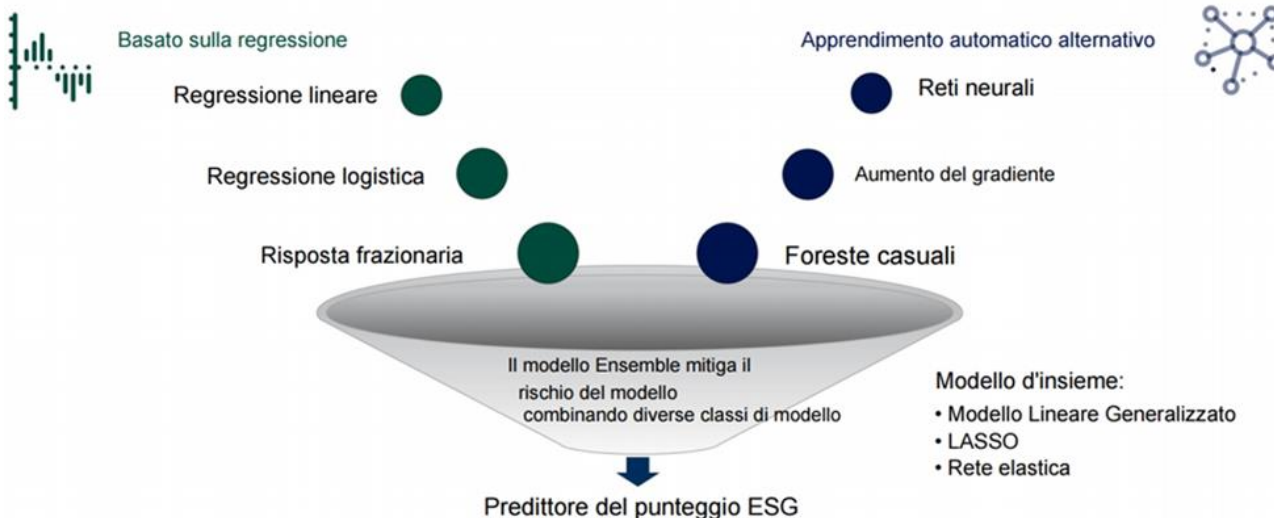 Basato sulla regressione
Regressione lineare
Regressione logistica
Risposta frazionaria
Apprendimento automatico alternativo
Reti neurali
Aumento del gradiente
Foreste casuali
Il modello Ensemble mitiga il
rischio del modello
combinando diverse classi di modello
Modello d'insieme:
• Modello Lineare Generalizzato
• LASSO
• Rete elastica
Predittore del punteggio ESG